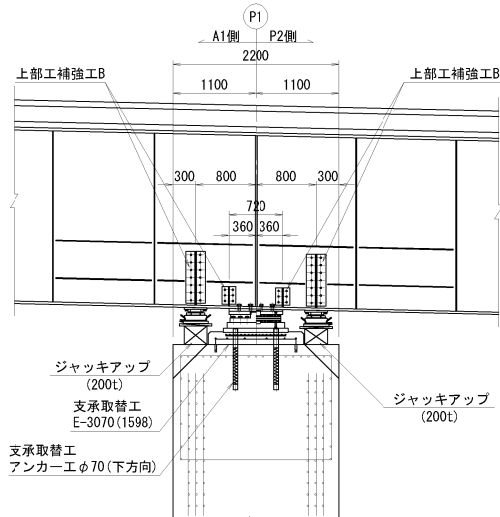 P1
A1側 P2側
2200
上部工補強工B 上部工補強工B
1100 1100
300 800 800 300
720
360 360
ジャッキアップ
(200t)
ジャッキアップ
(200t)
支承取替工
E-3070(1598)
支承取替工
アンカー工φ70(下方向)